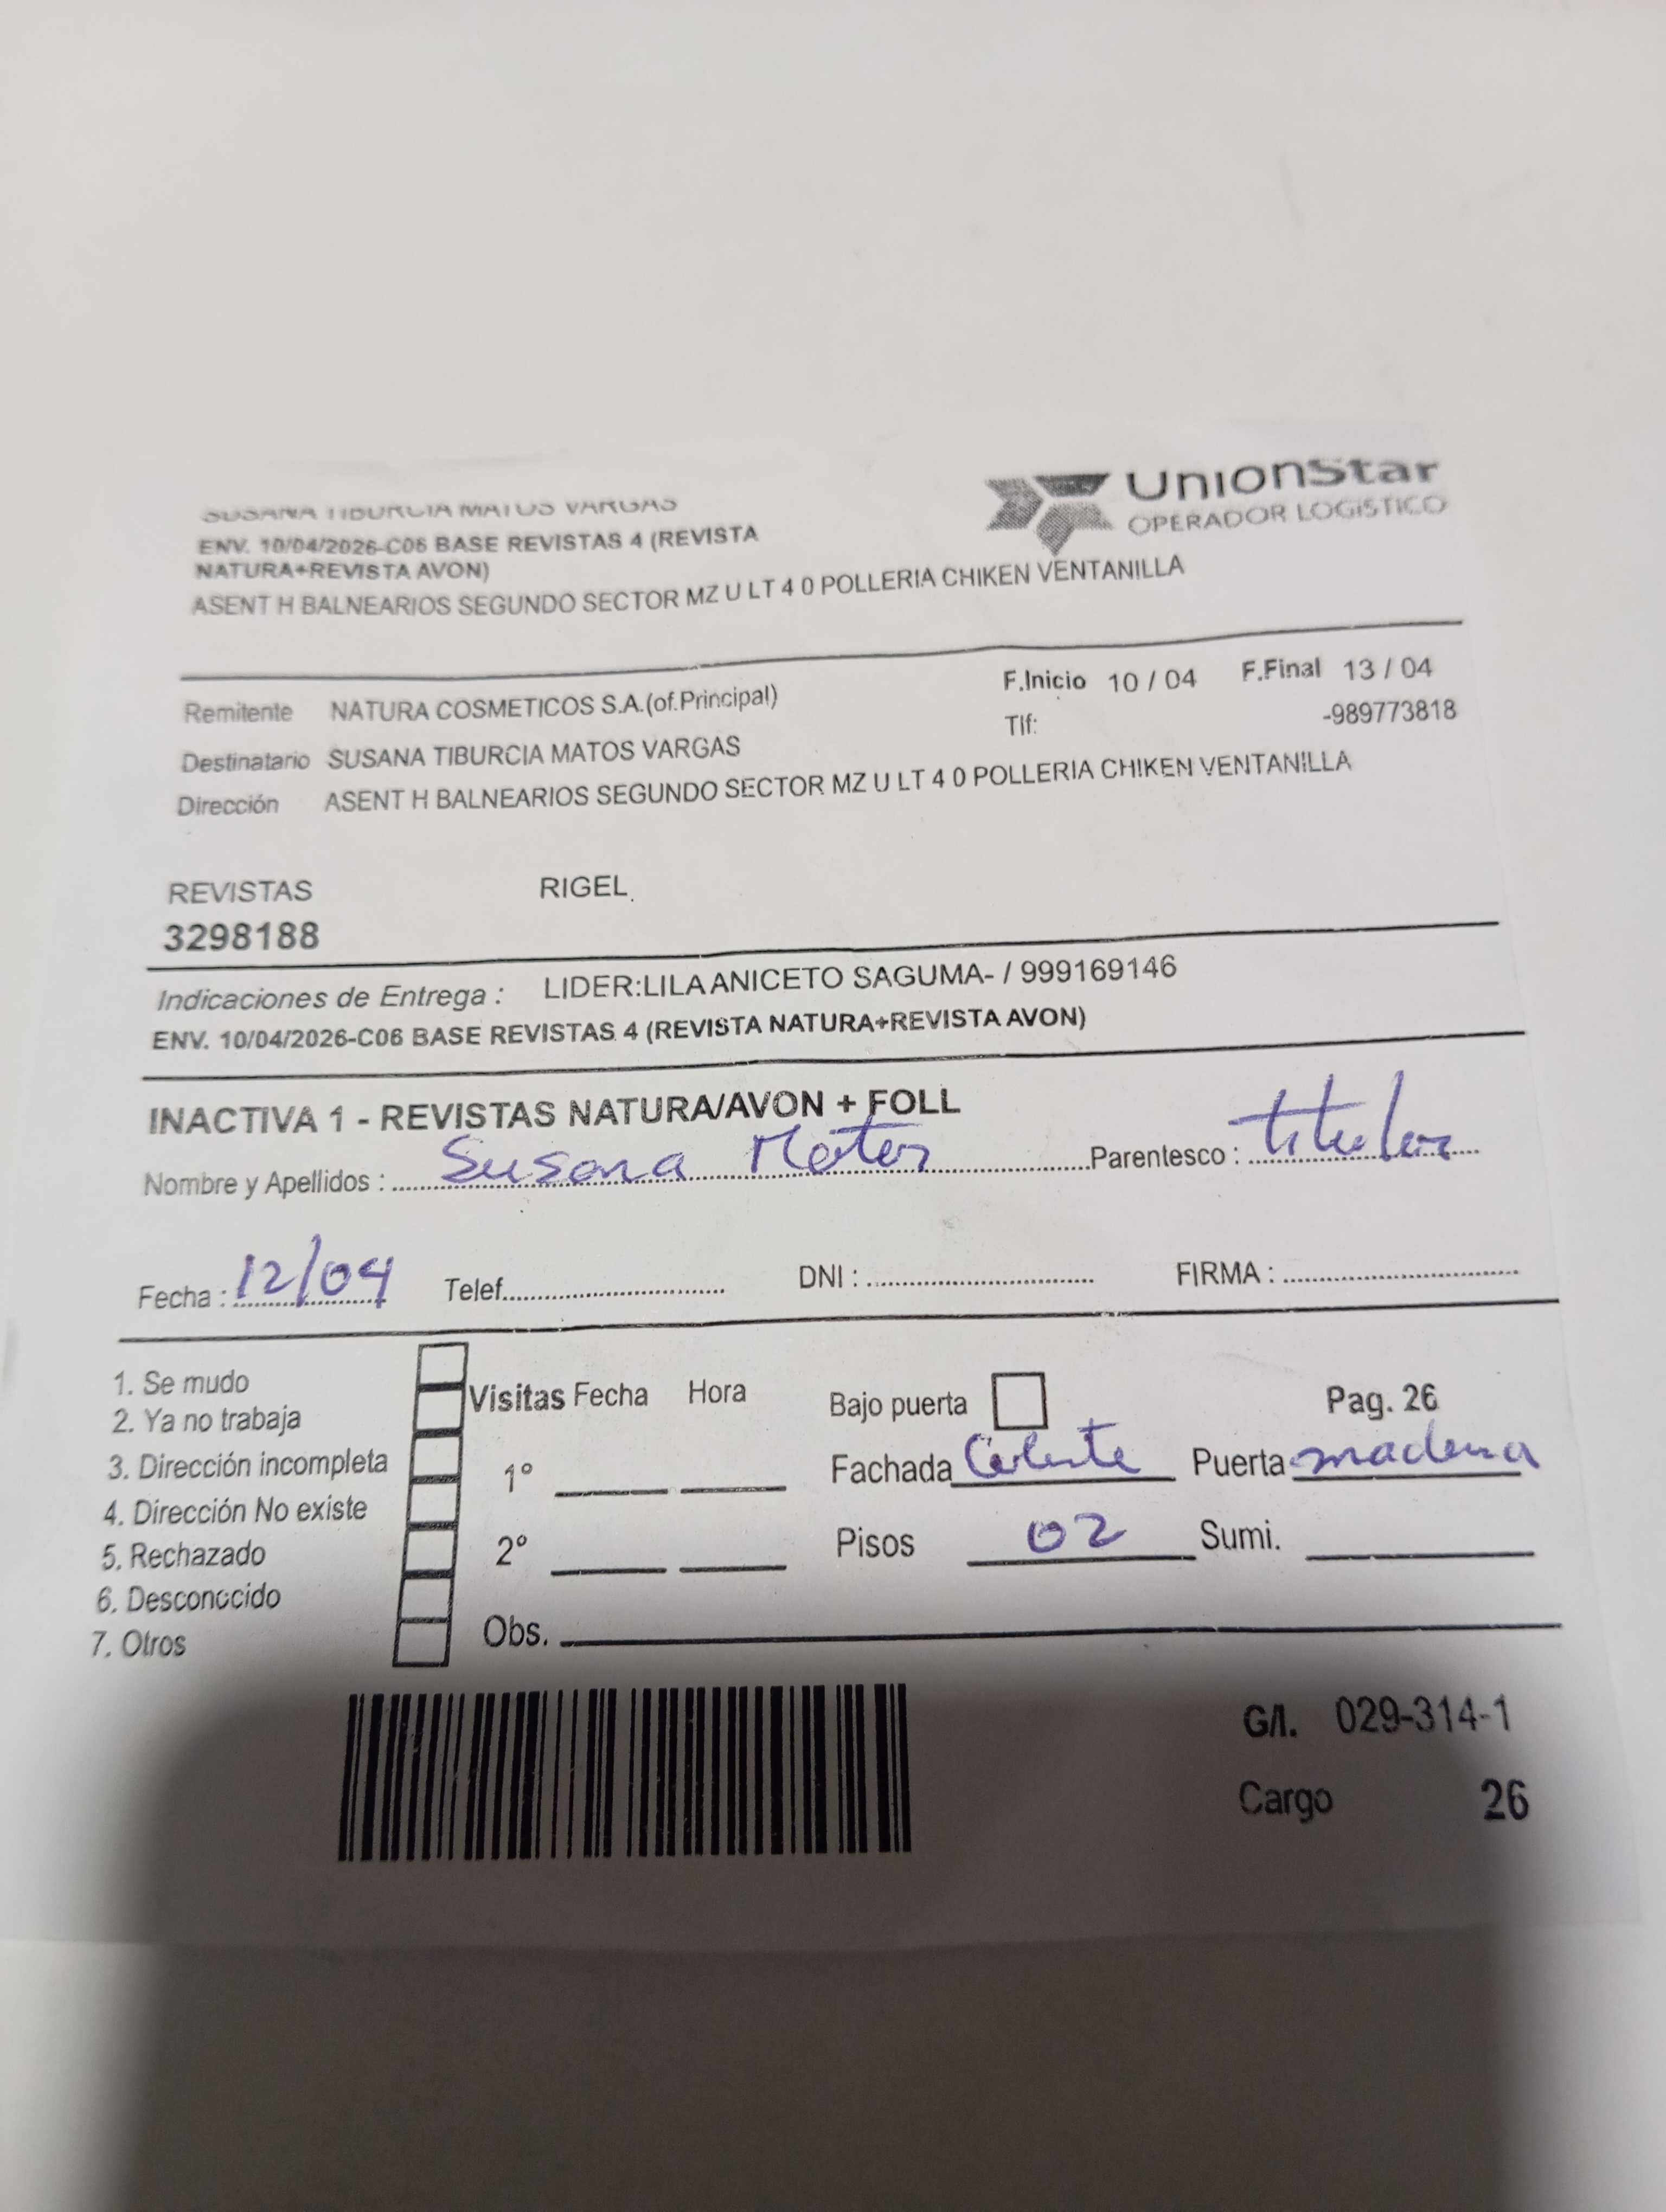 SUSANA TIBURCIA MATOS VARGAS
UnionStar
OPERADOR LOGISTICO
ENV. 10/04/2026-C06 BASE REVISTAS 4 (REVISTA
NATURA+REVISTA AVON)
ASENT H BALNEARIOS SEGUNDO SECTOR MZ U LT 4 0 POLLERIA CHIKEN VENTANILLA
Remitente NATURA COSMETICOS S.A.(of.Principal) F.Inicio 10 / 04 F.Final 13 / 04
Destinatario SUSANA TIBURCIA MATOS VARGAS Tlf: -989773818
Dirección ASENT H BALNEARIOS SEGUNDO SECTOR MZ U LT 4 0 POLLERIA CHIKEN VENTANILLA
REVISTAS RIGEL
3298188
Indicaciones de Entrega : LIDER:LILA ANICETO SAGUMA- / 999169146
ENV. 10/04/2026-C06 BASE REVISTAS 4 (REVISTA NATURA+REVISTA AVON)
INACTIVA 1 - REVISTAS NATURA/AVON + FOLL
Nombre y Apellidos : Susana Matos Parentesco : titular
Fecha : 12/04 Telef. DNI : FIRMA :
1. Se mudo
2. Ya no trabaja
3. Dirección incompleta
4. Dirección No existe
5. Rechazado
6. Desconocido
7. Otros
Visitas Fecha Hora
1°
2°
Obs.
Bajo puerta Pag. 26
Fachada Celeste Puerta madera
Pisos 02 Sumi.
G/I. 029-314-1
Cargo 26